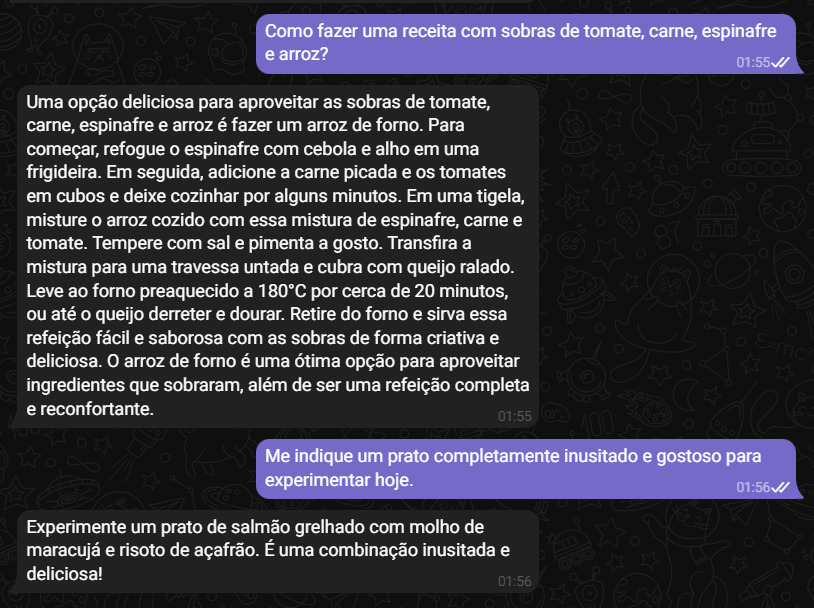 Como fazer uma receita com sobras de tomate, carne, espinafre
e arroz?
01:55
Uma opção deliciosa para aproveitar as sobras de tomate,
carne, espinafre e arroz é fazer um arroz de forno. Para
começar, refogue o espinafre com cebola e alho em uma
frigideira. Em seguida, adicione a carne picada e os tomates
em cubos e deixe cozinhar por alguns minutos. Em uma tigela,
misture o arroz cozido com essa mistura de espinafre, carne e
tomate. Tempere com sal e pimenta a gosto. Transfira a
mistura para uma travessa untada e cubra com queijo ralado.
Leve ao forno preaquecido a 180°C por cerca de 20 minutos,
ou até o queijo derreter e dourar. Retire do forno e sirva essa
refeição fácil e saborosa com as sobras de forma criativa e
deliciosa. O arroz de forno é uma ótima opção para aproveitar
ingredientes que sobraram, além de ser uma refeição completa
e reconfortante.
01:55
Me indique um prato completamente inusitado e gostoso para
experimentar hoje.
01:56
Experimente um prato de salmão grelhado com molho de
maracujá e risoto de açafrão. É uma combinação inusitada e
deliciosa!
01:56